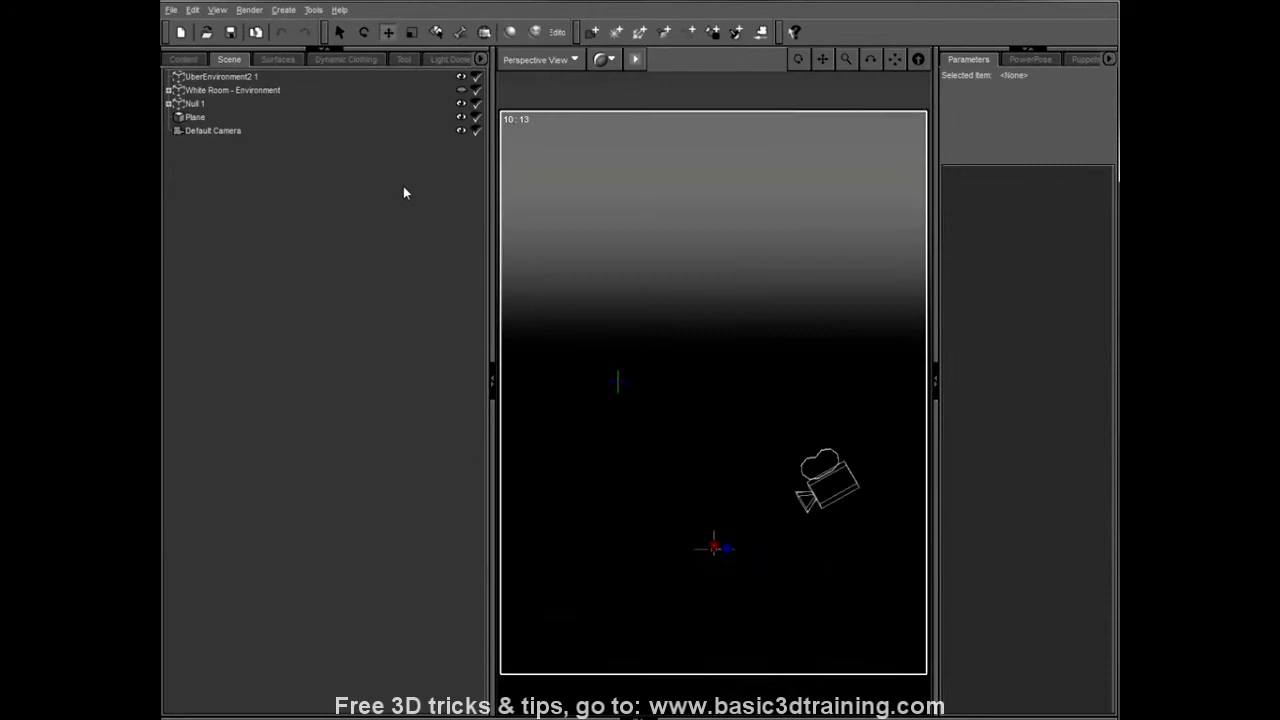 File Edit View Render Create Tools Help
Edito
Content Scene Surfaces Dynamic Clothing Tool Light Dome
Perspective View
Parameters PowerPose Puppet
UberEnvironment2 1
White Room - Environment
Null 1
Plane
Default Camera
Selected Item: <None>
10 : 13
Free 3D tricks & tips, go to: www.basic3dtraining.com